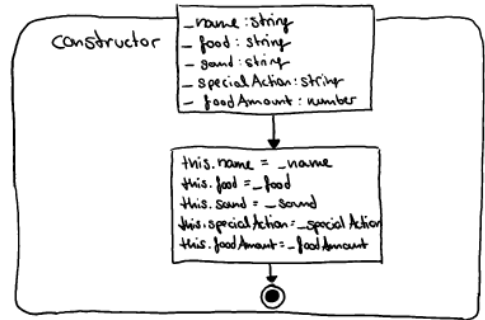 constructor
_name : string
_food : string
_sound : string
_specialAction : string
_foodAmount : number
this.name = _name
this.food = _food
this.sound = _sound
this.specialAction = _specialAction
this.foodAmount = _foodAmount